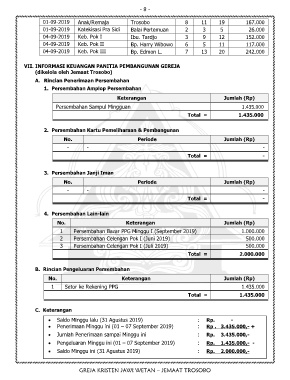 - 8 -
01-09-2019 Anak/Remaja Trosobo 8 11 19 167.000
01-09-2019 Katekisasi Pra Sidi Balai Pertemuan 2 3 5 26.000
04-09-2019 Keb. Pok I Ibu. Tardjo 3 9 12 152.000
04-09-2019 Keb. Pok II Bp. Harry Wibowo 6 5 11 117.000
04-09-2019 Keb. Pok III Bp. Edmon L. 7 13 20 242.000
VII. INFORMASI KEUANGAN PANITIA PEMBANGUNAN GEREJA
(dikelola oleh Jemaat Trosobo)
A. Rincian Penerimaan Persembahan
1. Persembahan Amplop Persembahan
Keterangan Jumlah (Rp)
Persembahan Sampul Mingguan 1.435.000
Total = 1.435.000
2. Persembahan Kartu Pemeliharaan & Pembangunan
No. Periode Jumlah (Rp)
- - -
Total = -
3. Persembahan Janji Iman
No. Periode Jumlah (Rp)
- - -
Total = -
4. Persembahan Lain-lain
No. Keterangan Jumlah (Rp)
1 Persembahan Bazar PPG Minggu I (September 2019) 1.000.000
2 Persembahan Celengan Pok I (Juni 2019) 500.000
3 Persembahan Celengan Pok I (Juli 2019) 500.000
Total = 2.000.000
B. Rincian Pengeluaran Persembahan
No. Keterangan Jumlah (Rp)
1 Setor ke Rekening PPG 1.435.000
Total = 1.435.000
C. Keterangan
• Saldo Minggu lalu (31 Agustus 2019) : Rp. -
• Penerimaan Minggu ini (01 – 07 September 2019) : Rp. 3.435.000,- +
• Jumlah Penerimaan sampai Minggu ini : Rp. 3.435.000,-
• Pengeluaran Minggu ini (01 – 07 September 2019) : Rp. 1.435.000,- -
• Saldo Minggu ini (31 Agustus 2019) : Rp. 2.000.000,-
GREJA KRISTEN JAWI WETAN – JEMAAT TROSOBO